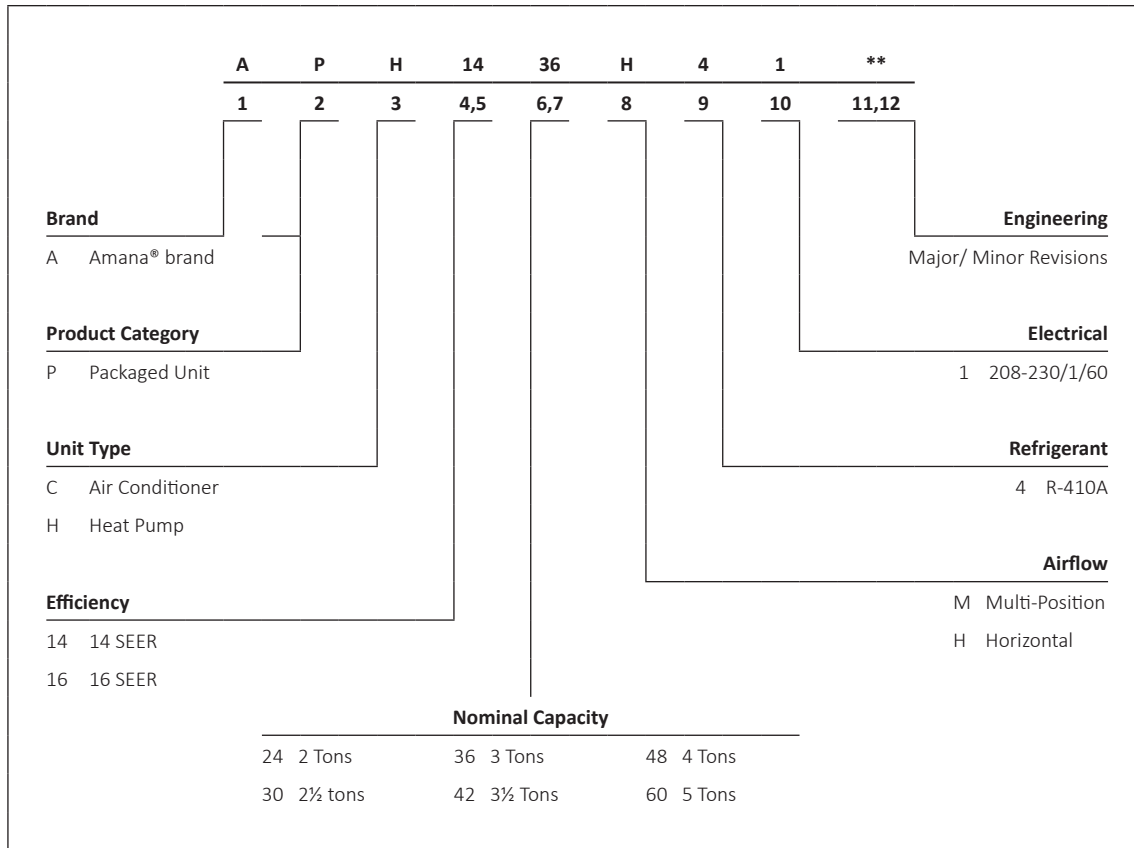 A P H 14 36 H 4 1 **
1 2 3 4,5 6,7 8 9 10 11,12
Brand
A Amana® brand
Engineering
Major/ Minor Revisions
Product Category
P Packaged Unit
Electrical
1 208-230/1/60
Unit Type
C Air Conditioner
H Heat Pump
Refrigerant
4 R-410A
Airflow
M Multi-Position
H Horizontal
Efficiency
14 14 SEER
16 16 SEER
Nominal Capacity
24 2 Tons 36 3 Tons 48 4 Tons
30 2½ tons 42 3½ Tons 60 5 Tons